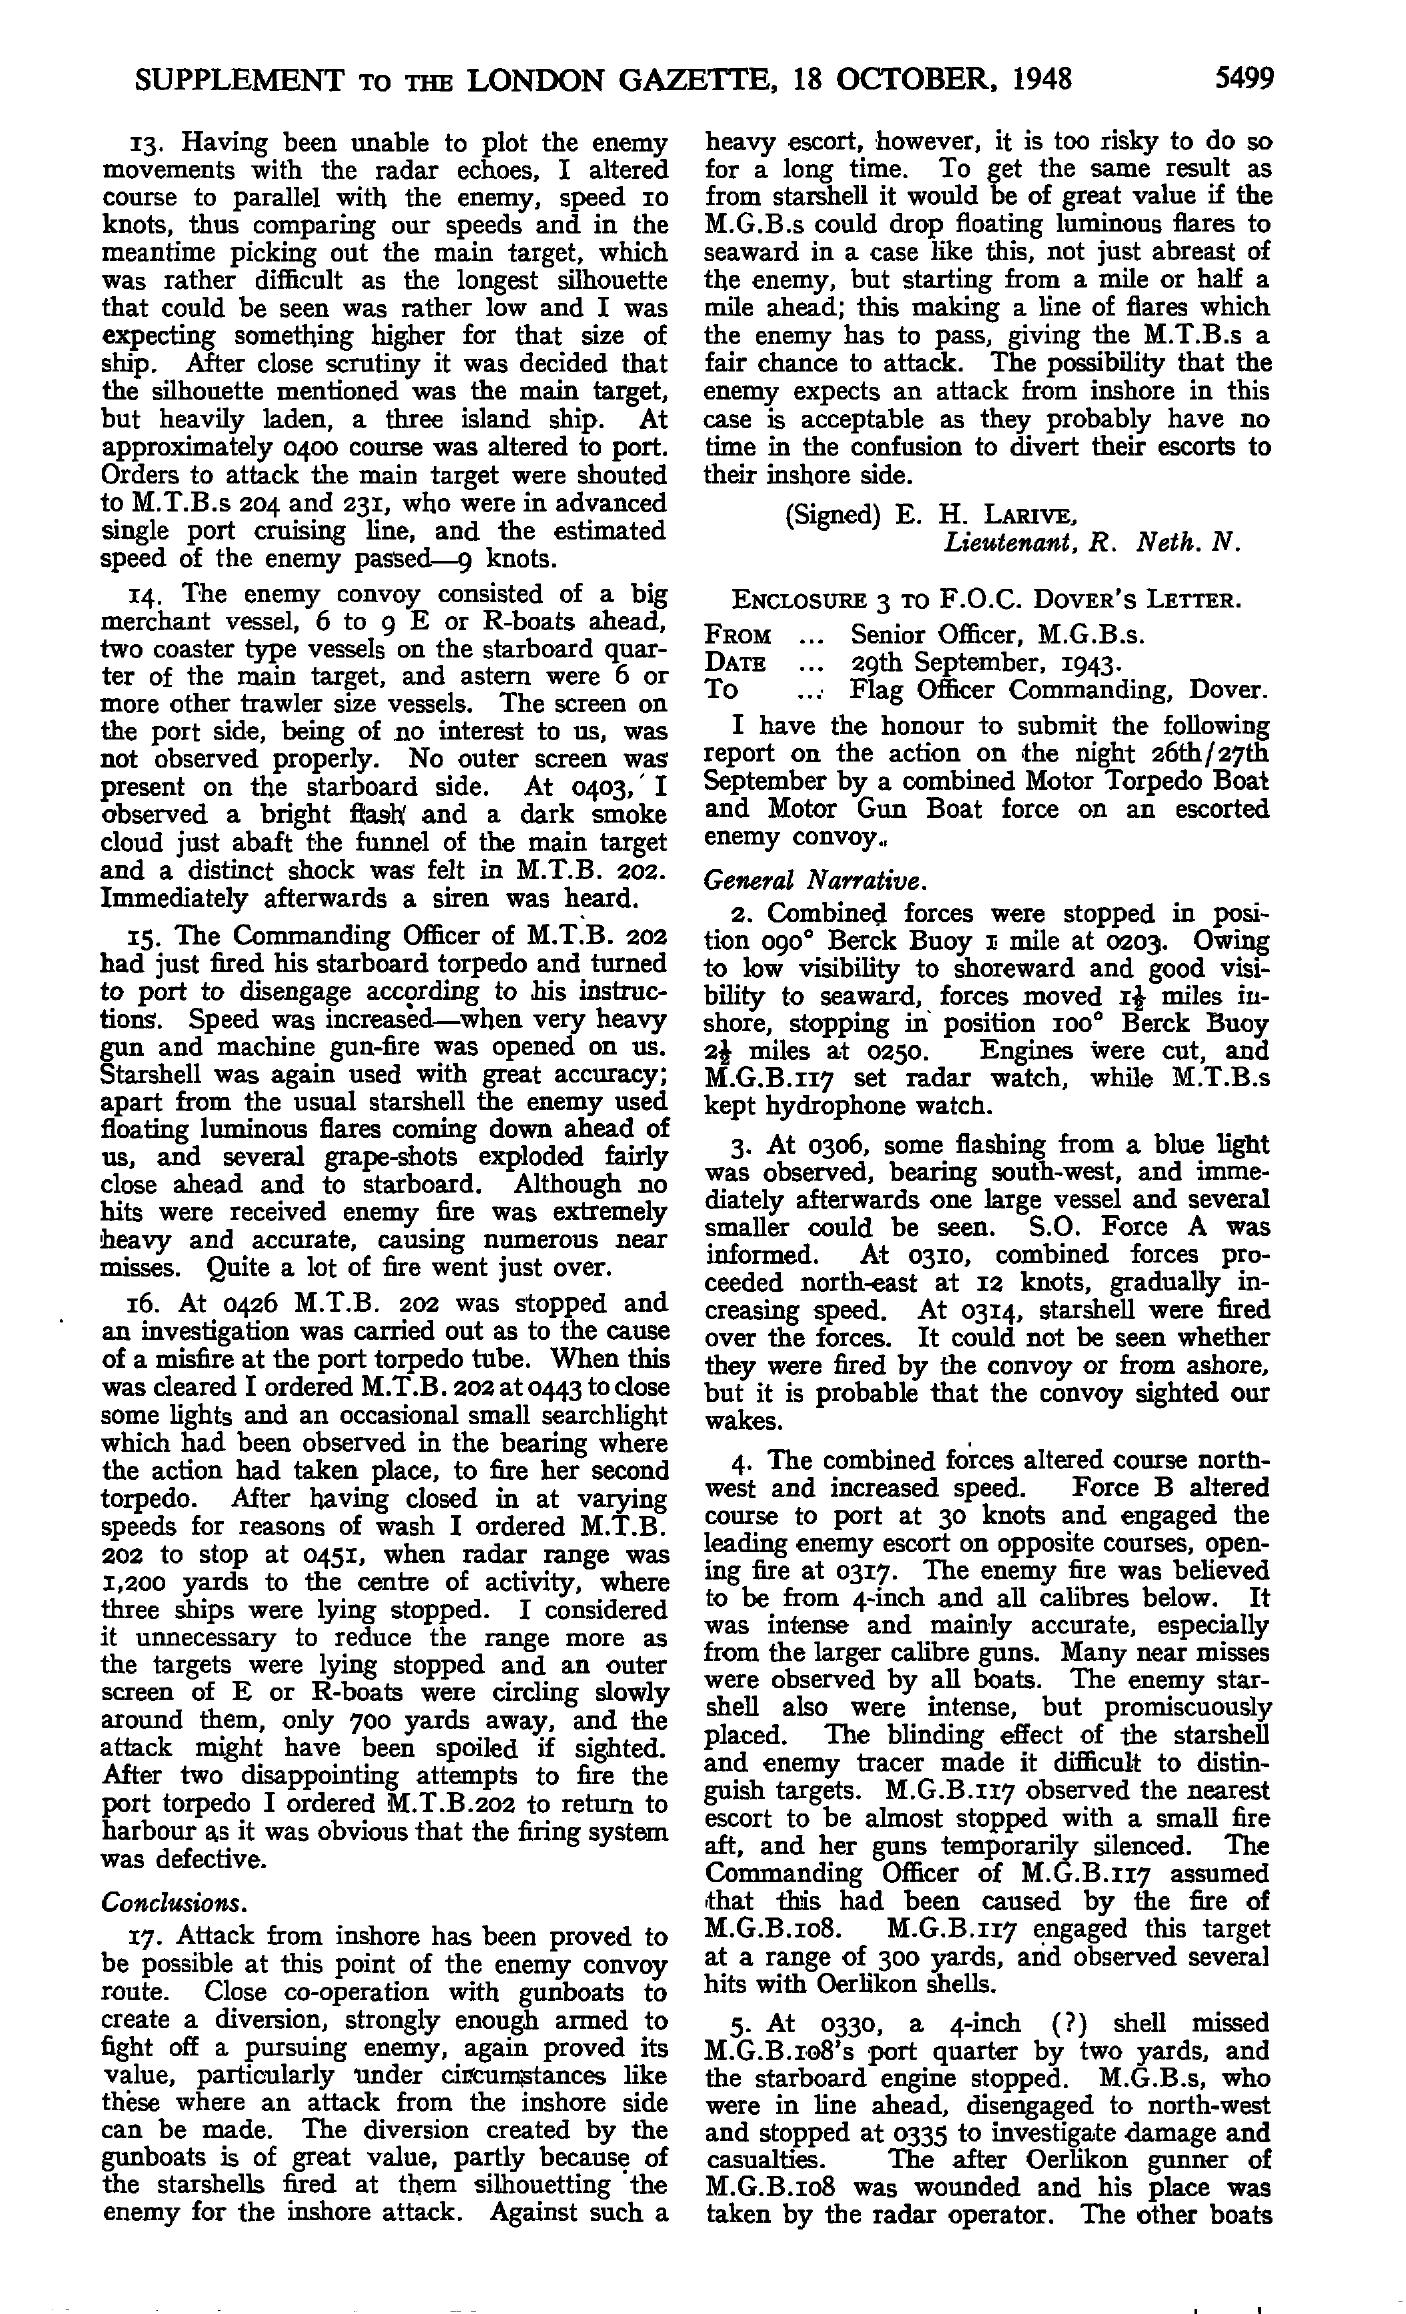 SUPPLEMENT TO THE LONDON GAZETTE, 18 OCTOBER, 1948 5499
13. Having been unable to plot the enemy
movements with the radar echoes, I altered
course to parallel with the enemy, speed 10
knots, thus comparing our speeds and in the
meantime picking out the main target, which
was rather difficult as the longest silhouette
that could be seen was rather low and I was
expecting something higher for that size of
ship. After close scrutiny it was decided that
the silhouette mentioned was the main target,
but heavily laden, a three island ship. At
approximately 0400 course was altered to port.
Orders to attack the main target were shouted
to M.T.B.s 204 and 231, who were in advanced
single port cruising line, and the estimated
speed of the enemy passed—9 knots.
14. The enemy convoy consisted of a big
merchant vessel, 6 to 9 E or R-boats ahead,
two coaster type vessels on the starboard quar-
ter of the main target, and astern were 6 or
more other trawler size vessels. The screen on
the port side, being of no interest to us, was
not observed properly. No outer screen was
present on the starboard side. At 0403, I
observed a bright flash and a dark smoke
cloud just abaft the funnel of the main target
and a distinct shock was felt in M.T.B. 202.
Immediately afterwards a siren was heard.
15. The Commanding Officer of M.T.B. 202
had just fired his starboard torpedo and turned
to port to disengage according to his instruc-
tions. Speed was increased—when very heavy
gun and machine gun-fire was opened on us.
Starshell was again used with great accuracy;
apart from the usual starshell the enemy used
floating luminous flares coming down ahead of
us, and several grape-shots exploded fairly
close ahead and to starboard. Although no
hits were received enemy fire was extremely
heavy and accurate, causing numerous near
misses. Quite a lot of fire went just over.
16. At 0426 M.T.B. 202 was stopped and
an investigation was carried out as to the cause
of a misfire at the port torpedo tube. When this
was cleared I ordered M.T.B. 202 at 0443 to close
some lights and an occasional small searchlight
which had been observed in the bearing where
the action had taken place, to fire her second
torpedo. After having closed in at varying
speeds for reasons of wash I ordered M.T.B.
202 to stop at 0451, when radar range was
1,200 yards to the centre of activity, where
three ships were lying stopped. I considered
it unnecessary to reduce the range more as
the targets were lying stopped and an outer
screen of E or R-boats were circling slowly
around them, only 700 yards away, and the
attack might have been spoiled if sighted.
After two disappointing attempts to fire the
port torpedo I ordered M.T.B.202 to return to
harbour as it was obvious that the firing system
was defective.
Conclusions.
17. Attack from inshore has been proved to
be possible at this point of the enemy convoy
route. Close co-operation with gunboats to
create a diversion, strongly enough armed to
fight off a pursuing enemy, again proved its
value, particularly under circumstances like
these where an attack from the inshore side
can be made. The diversion created by the
gunboats is of great value, partly because of
the starshells fired at them silhouetting the
enemy for the inshore attack. Against such a
heavy escort, however, it is too risky to do so
for a long time. To get the same result as
from starshell it would be of great value if the
M.G.B.s could drop floating luminous flares to
seaward in a case like this, not just abreast of
the enemy, but starting from a mile or half a
mile ahead; this making a line of flares which
the enemy has to pass, giving the M.T.B.s a
fair chance to attack. The possibility that the
enemy expects an attack from inshore in this
case is acceptable as they probably have no
time in the confusion to divert their escorts to
their inshore side.
(Signed) E. H. LARIVE,
Lieutenant, R. Neth. N.
ENCLOSURE 3 TO F.O.C. DOVER'S LETTER.
FROM ... Senior Officer, M.G.B.s.
DATE ... 29th September, 1943.
To ... Flag Officer Commanding, Dover.
I have the honour to submit the following
report on the action on the night 26th/27th
September by a combined Motor Torpedo Boat
and Motor Gun Boat force on an escorted
enemy convoy.
General Narrative.
2. Combined forces were stopped in posi-
tion 090° Berck Buoy 1 mile at 0203. Owing
to low visibility to shoreward and good visi-
bility to seaward, forces moved 1½ miles in-
shore, stopping in position 100° Berck Buoy
2½ miles at 0250. Engines were cut, and
M.G.B.117 set radar watch, while M.T.B.s
kept hydrophone watch.
3. At 0306, some flashing from a blue light
was observed, bearing south-west, and imme-
diately afterwards one large vessel and several
smaller could be seen. S.O. Force A was
informed. At 0310, combined forces pro-
ceeded north-east at 12 knots, gradually in-
creasing speed. At 0314, starshell were fired
over the forces. It could not be seen whether
they were fired by the convoy or from ashore,
but it is probable that the convoy sighted our
wakes.
4. The combined forces altered course north-
west and increased speed. Force B altered
course to port at 30 knots and engaged the
leading enemy escort on opposite courses, open-
ing fire at 0317. The enemy fire was believed
to be from 4-inch and all calibres below. It
was intense and mainly accurate, especially
from the larger calibre guns. Many near misses
were observed by all boats. The enemy star-
shell also were intense, but promiscuously
placed. The blinding effect of the starshell
and enemy tracer made it difficult to distin-
guish targets. M.G.B.117 observed the nearest
escort to be almost stopped with a small fire
aft, and her guns temporarily silenced. The
Commanding Officer of M.G.B.117 assumed
that this had been caused by the fire of
M.G.B.108. M.G.B.117 engaged this target
at a range of 300 yards, and observed several
hits with Oerlikon shells.
5. At 0330, a 4-inch (?) shell missed
M.G.B.108's port quarter by two yards, and
the starboard engine stopped. M.G.B.s, who
were in line ahead, disengaged to north-west
and stopped at 0335 to investigate damage and
casualties. The after Oerlikon gunner of
M.G.B.108 was wounded and his place was
taken by the radar operator. The other boats